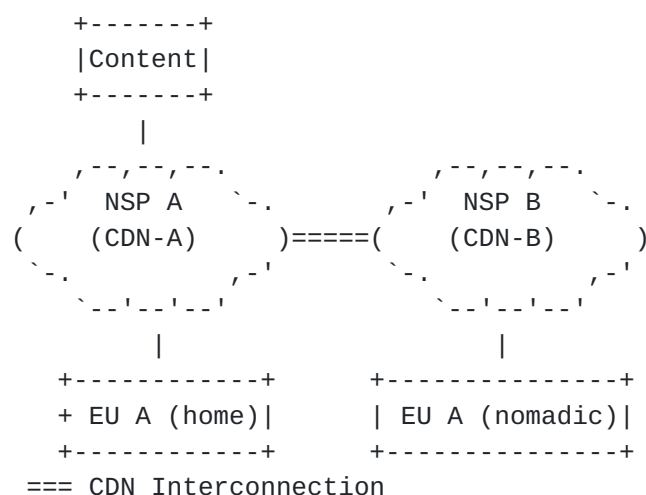 +-------+
|Content|
+-------+
|
,--,--,--. ,--,--,--.
,-' NSP A `-. ,-' NSP B `-.
( (CDN-A) )=====( (CDN-B) )
`-. ,-' `-. ,-'
`--'--'--' `--'--'--'
| |
+------------+ +---------------+
+ EU A (home)| | EU A (nomadic)|
+------------+ +---------------+
=== CDN Interconnection